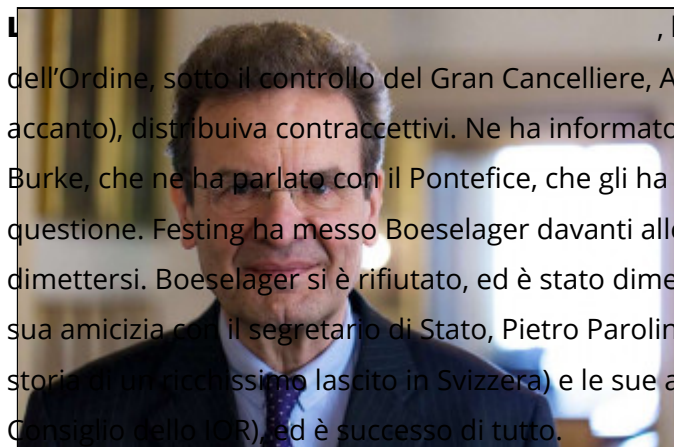 L , l
dell’Ordine, sotto il controllo del Gran Cancelliere, A
accanto), distribuiva contraccettivi. Ne ha informato
Burke, che ne ha parlato con il Pontefice, che gli ha
questione. Festing ha messo Boeselager davanti all
dimettersi. Boeselager si è rifiutato, ed è stato dime
sua amicizia con il segretario di Stato, Pietro Parolin
storia di un ricchissimo lascito in Svizzera) e le sue a
Consiglio dello IOR), ed è successo di tutto.